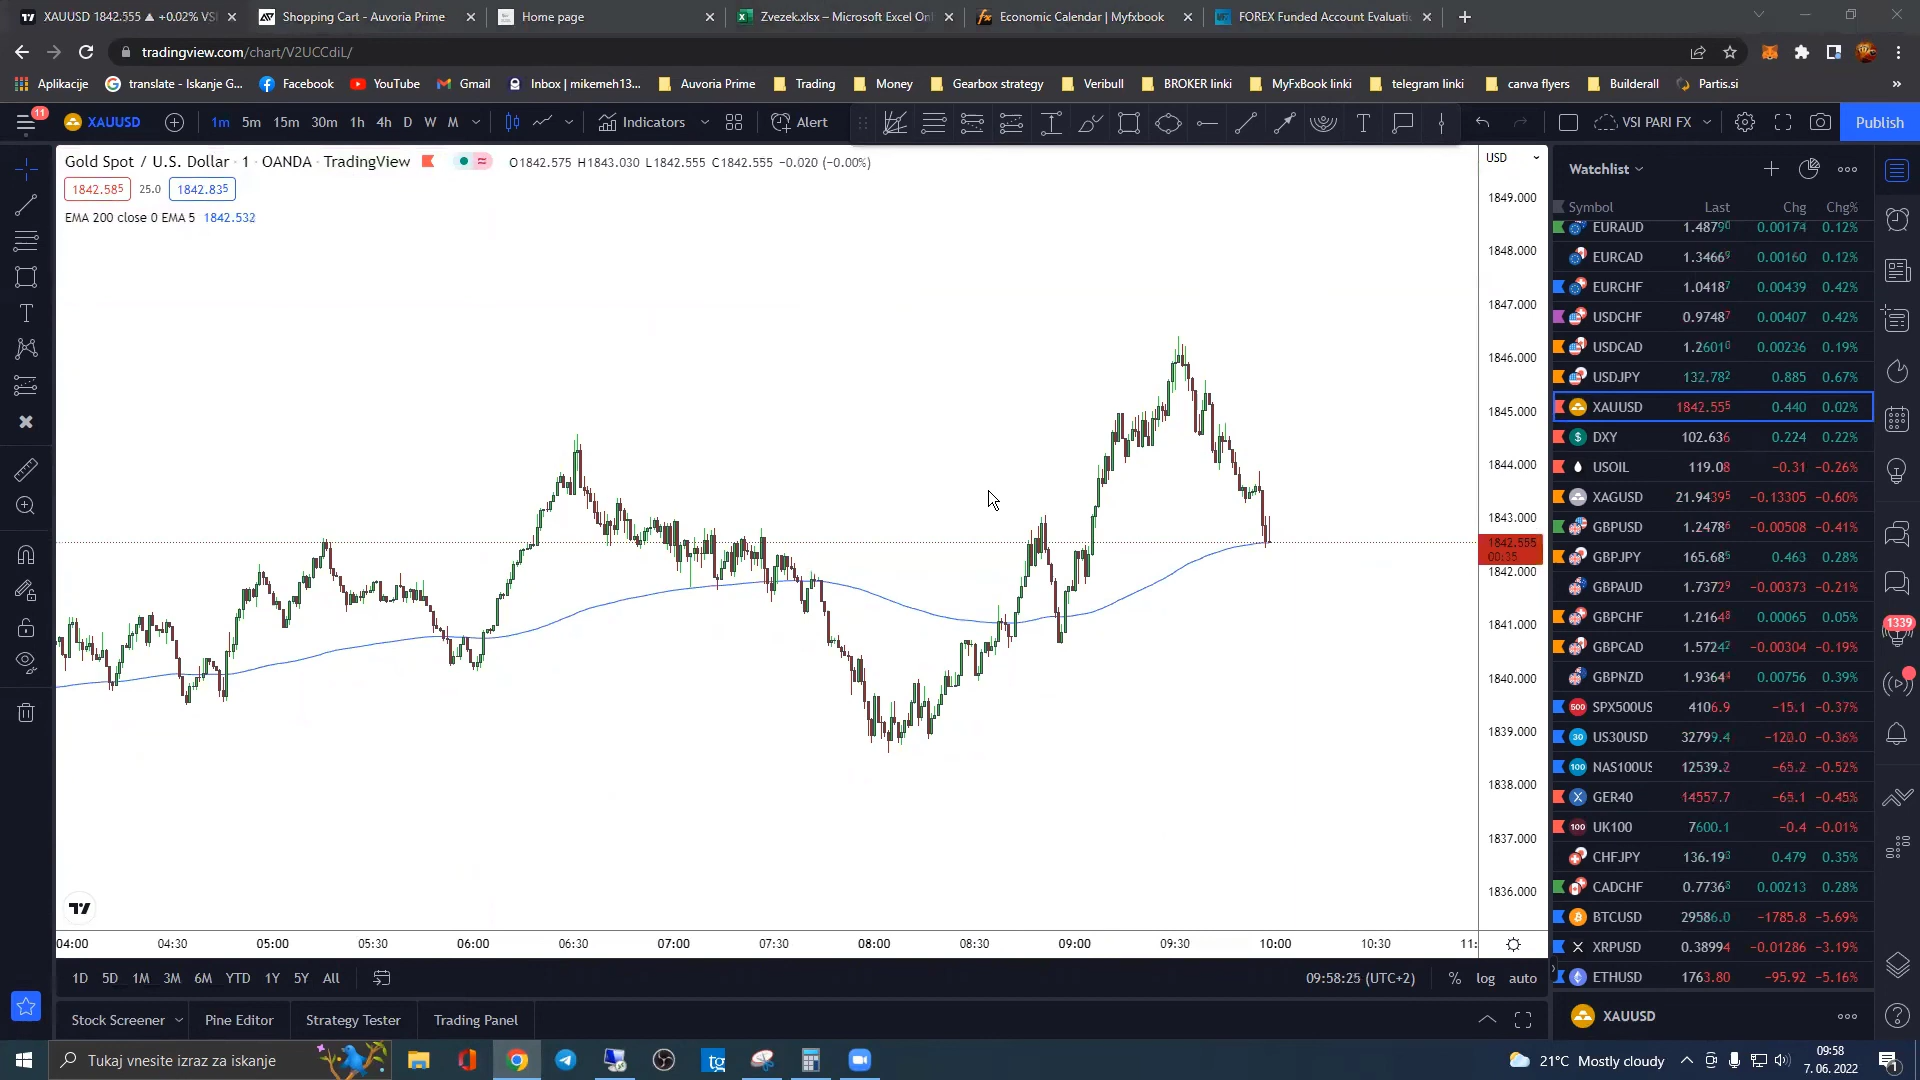 XAUUSD 1842.555 ▲ +0.02% VSI
Shopping Cart - Auvoria Prime
Home page
Zvezek.xlsx – Microsoft Excel Onl
Economic Calendar | Myfxbook
FOREX Funded Account Evaluati
tradingview.com/chart/V2UCCdiL/
Aplikacije
translate - Iskanje G...
Facebook
YouTube
Gmail
Inbox | mikemeh13...
Auvoria Prime
Trading
Money
Gearbox strategy
Veribull
BROKER linki
MyFxBook linki
telegram linki
canva flyers
Builderall
Partis.si
»
11
XAUUSD
1m 5m 15m 30m 1h 4h D W M
Indicators
Alert
VSI PARI FX
Publish
Gold Spot / U.S. Dollar · 1 · OANDA · TradingView
O1842.575 H1843.030 L1842.555 C1842.555 −0.020 (−0.00%)
1842.585 25.0 1842.835
EMA 200 close 0 EMA 5 1842.532
USD
1849.000
1848.000
1847.000
1846.000
1845.000
1844.000
1843.000
1842.555
00:35
1842.000
1841.000
1840.000
1839.000
1838.000
1837.000
1836.000
04:00 04:30 05:00 05:30 06:00 06:30 07:00 07:30 08:00 08:30 09:00 09:30 10:00 10:30 11:
1D 5D 1M 3M 6M YTD 1Y 5Y All
09:58:25 (UTC+2) % log auto
Stock Screener
Pine Editor
Strategy Tester
Trading Panel
Watchlist
Symbol Last Chg Chg%
EURAUD 1.48790 0.00174 0.12%
EURCAD 1.34669 0.00160 0.12%
EURCHF 1.04187 0.00439 0.42%
USDCHF 0.97487 0.00407 0.42%
USDCAD 1.26010 0.00236 0.19%
USDJPY 132.782 0.885 0.67%
XAUUSD 1842.555 0.440 0.02%
DXY 102.636 0.224 0.22%
USOIL 119.08 −0.31 −0.26%
XAGUSD 21.94395 −0.13305 −0.60%
GBPUSD 1.24786 −0.00508 −0.41%
GBPJPY 165.685 0.463 0.28%
GBPAUD 1.73729 −0.00373 −0.21%
GBPCHF 1.21648 0.00065 0.05%
GBPCAD 1.57242 −0.00304 −0.19%
GBPNZD 1.93644 0.00756 0.39%
500 SPX500US 4106.9 −15.1 −0.37%
30 US30USD 32799.4 −120.0 −0.36%
100 NAS100US 12539.2 −65.2 −0.52%
GER40 14557.7 −65.1 −0.45%
100 UK100 7600.1 −0.4 −0.01%
CHFJPY 136.193 0.479 0.35%
CADCHF 0.77368 0.00213 0.28%
BTCUSD 29586.0 −1785.8 −5.69%
XRPUSD 0.38994 −0.01286 −3.19%
ETHUSD 1763.80 −95.92 −5.16%
XAUUSD
1339
Tukaj vnesite izraz za iskanje
tg
21°C Mostly cloudy
09:58
7. 06. 2022
1